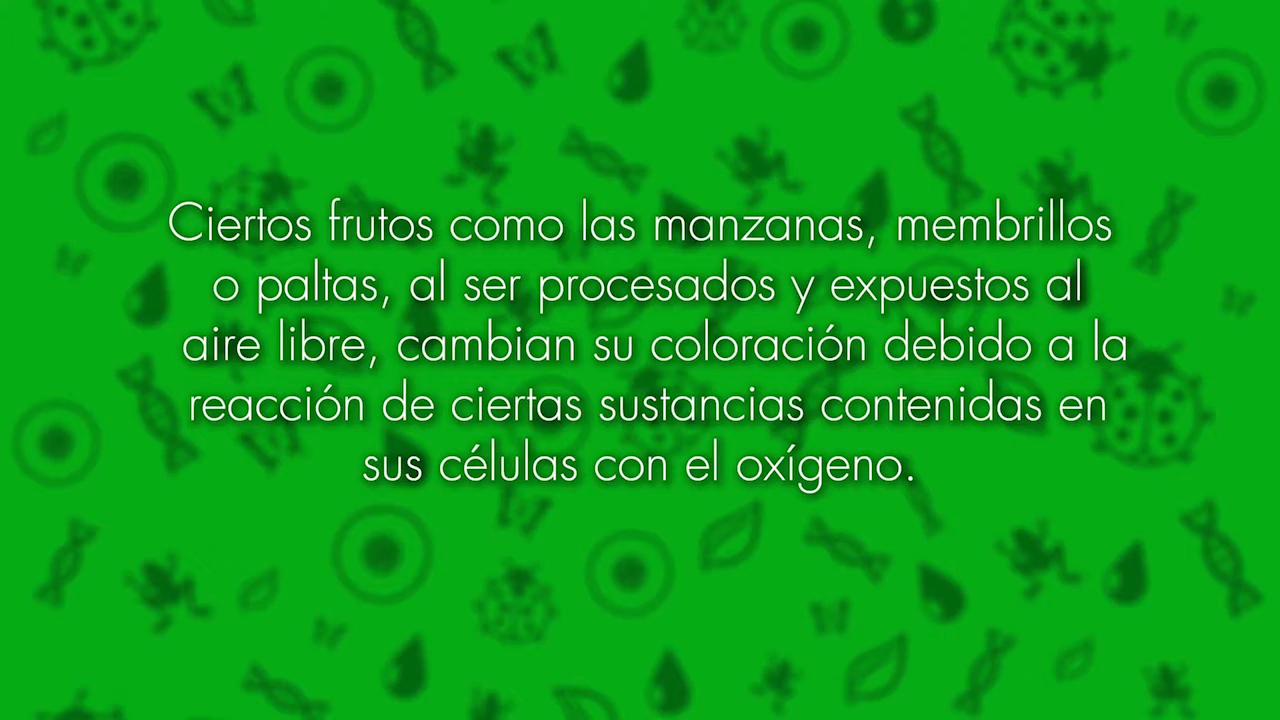 Ciertos frutos como las manzanas, membrillos
o paltas, al ser procesados y expuestos al
aire libre, cambian su coloración debido a la
reacción de ciertas sustancias contenidas en
sus células con el oxígeno.